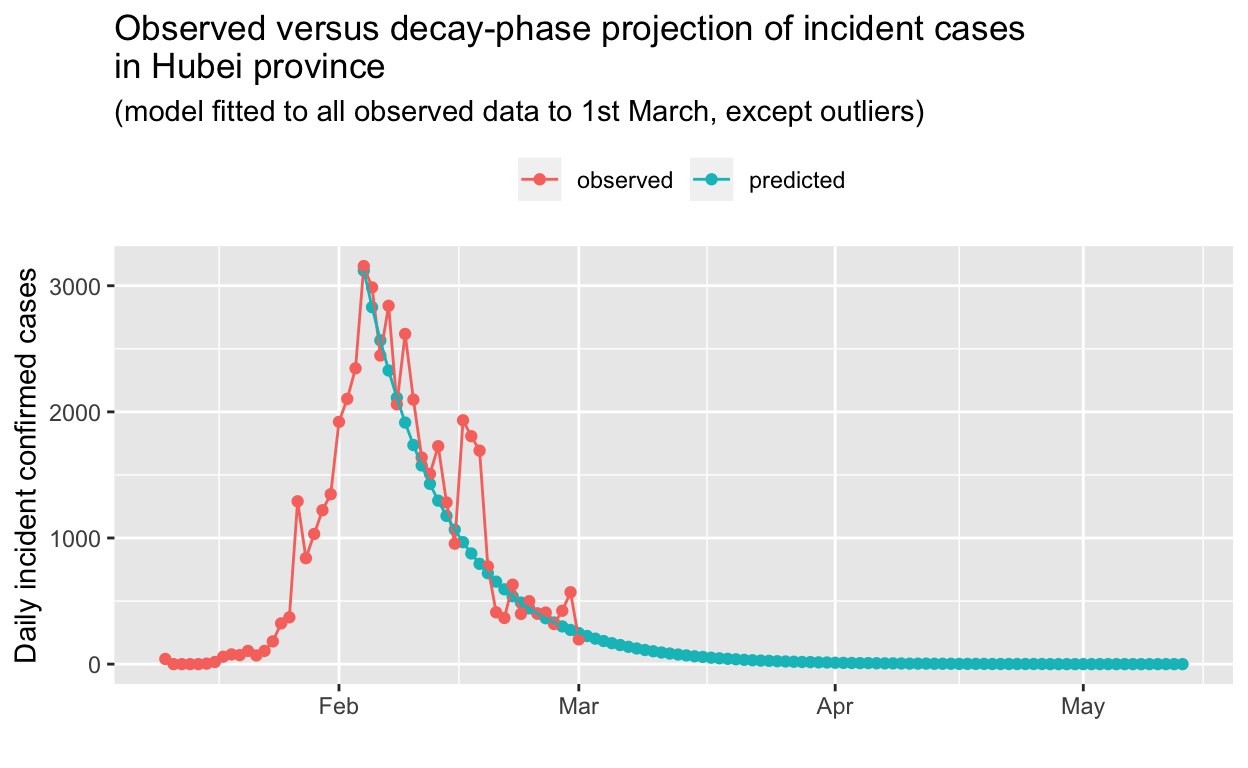 Observed versus decay-phase projection of incident cases
in Hubei province
(model fitted to all observed data to 1st March, except outliers)
observed predicted
Daily incident confirmed cases
3000
2000
1000
0
Feb Mar Apr May